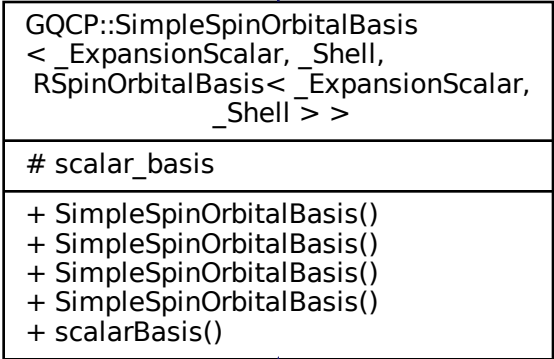 GQCP::SimpleSpinOrbitalBasis
< _ExpansionScalar, _Shell,
RSpinOrbitalBasis< _ExpansionScalar,
_Shell > >
# scalar_basis
+ SimpleSpinOrbitalBasis()
+ SimpleSpinOrbitalBasis()
+ SimpleSpinOrbitalBasis()
+ SimpleSpinOrbitalBasis()
+ scalarBasis()